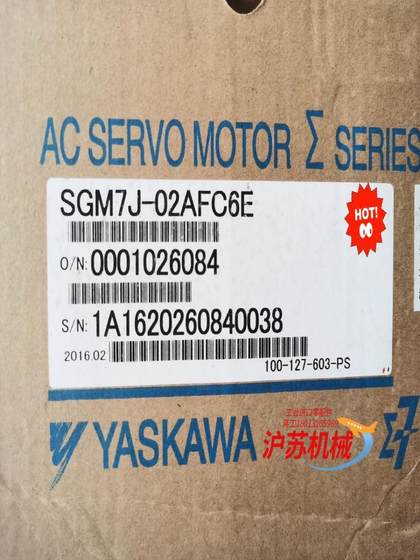 AC SERVO MOTOR Σ SERIES
SGM7J-02AFC6E
HOT!
O/N: 0001026084
S/N: 1A1620260840038
2016.02
100-127-603-PS
YASKAWA Σ7
沪苏机械